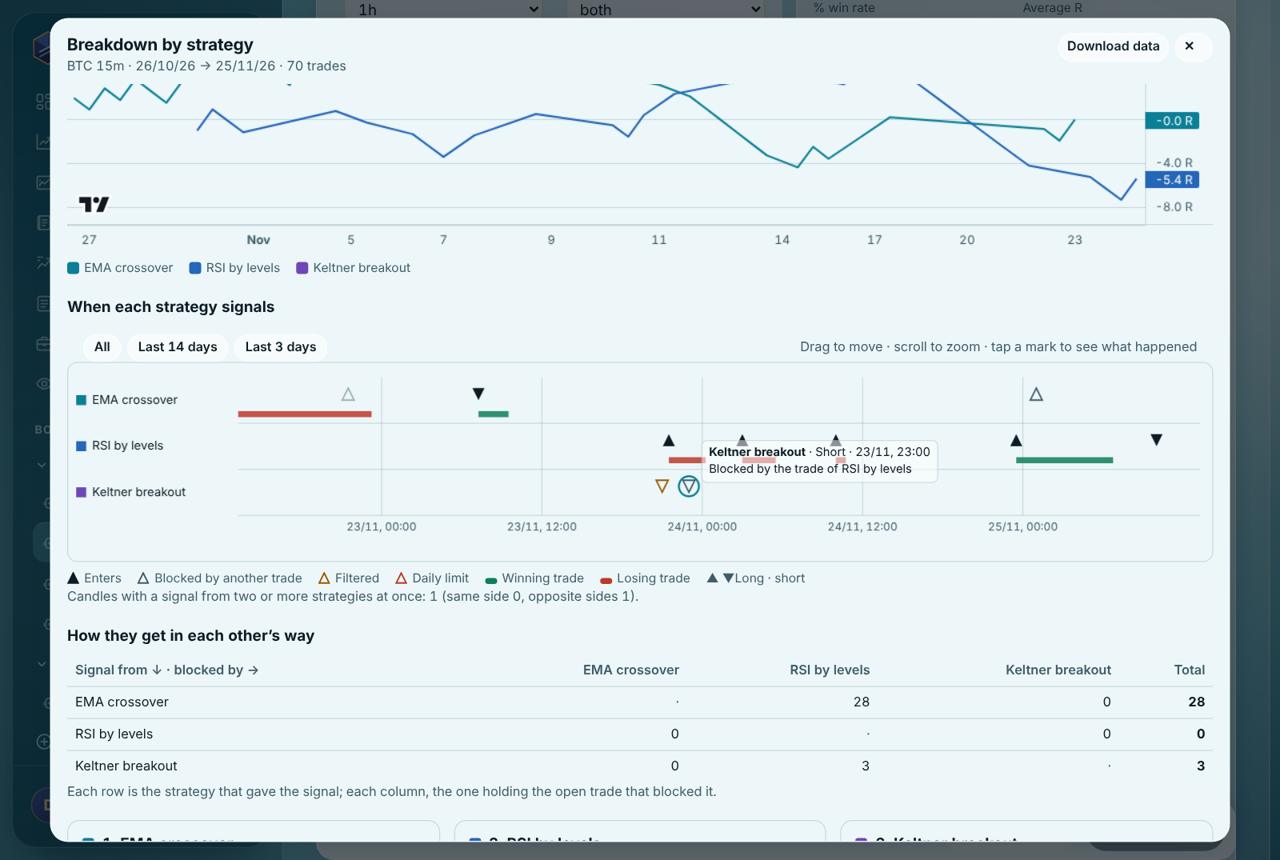 1h both % win rate Average R
Breakdown by strategy Download data ✕
BTC 15m · 26/10/26 → 25/11/26 · 70 trades
-0.0 R
-4.0 R
-5.4 R
-8.0 R
27 Nov 5 7 9 11 14 17 20 23
EMA crossover RSI by levels Keltner breakout
When each strategy signals
All Last 14 days Last 3 days Drag to move · scroll to zoom · tap a mark to see what happened
EMA crossover
RSI by levels
Keltner breakout · Short · 23/11, 23:00
Blocked by the trade of RSI by levels
Keltner breakout
23/11, 00:00 23/11, 12:00 24/11, 00:00 24/11, 12:00 25/11, 00:00
▲ Enters △ Blocked by another trade △ Filtered △ Daily limit Winning trade Losing trade ▲ ▼Long · short
Candles with a signal from two or more strategies at once: 1 (same side 0, opposite sides 1).
How they get in each other’s way
Signal from ↓ · blocked by → EMA crossover RSI by levels Keltner breakout Total
EMA crossover · 28 0 28
RSI by levels 0 · 0 0
Keltner breakout 0 3 · 3
Each row is the strategy that gave the signal; each column, the one holding the open trade that blocked it.